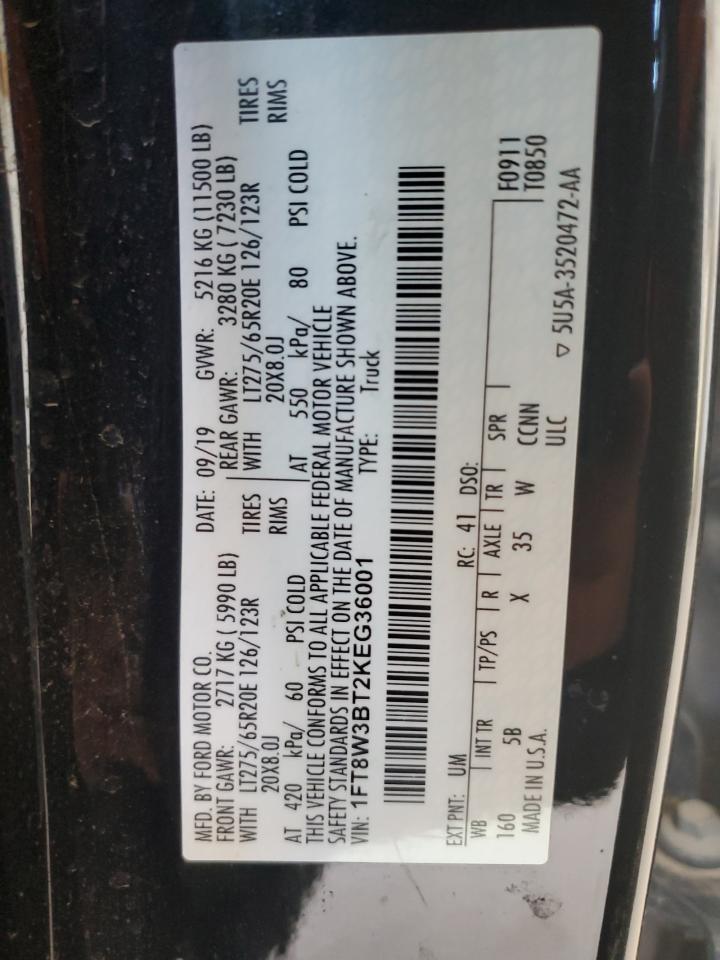 MFD. BY FORD MOTOR CO.
DATE: 09/19 GVWR: 5216 KG (11500 LB)
FRONT GAWR: 2717 KG ( 5990 LB) REAR GAWR: 3280 KG ( 7230 LB)
WITH LT275/65R20E 126/123R TIRES WITH LT275/65R20E 126/123R TIRES
20X8.0J RIMS 20X8.0J RIMS
AT 420 kPa/ 60 PSI COLD AT 550 kPa/ 80 PSI COLD
THIS VEHICLE CONFORMS TO ALL APPLICABLE FEDERAL MOTOR VEHICLE
SAFETY STANDARDS IN EFFECT ON THE DATE OF MANUFACTURE SHOWN ABOVE.
VIN: 1FT8W3BT2KEG36001 TYPE: Truck
EXT PNT: UM RC: 41 DSO:
WB INT TR TP/PS R AXLE TR SPR F0911
160 5B X 35 W CCNN T0850
MADE IN U.S.A. ULC
▽ 5U5A-3520472-AA